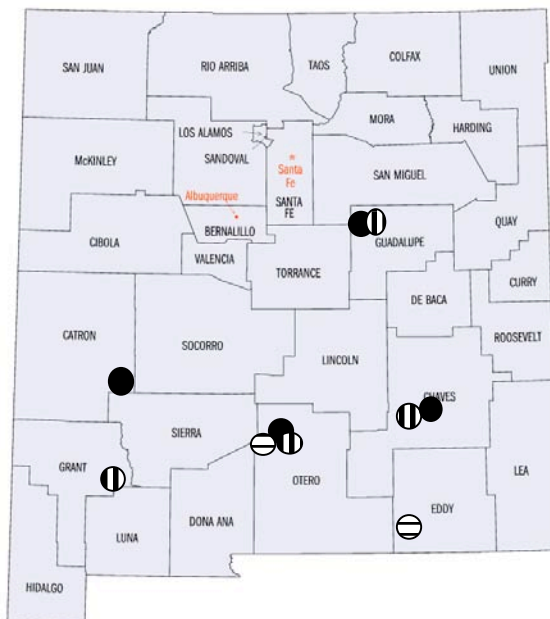 SAN JUAN
RIO ARRIBA
TAOS
COLFAX
UNION
MORA
HARDING
LOS ALAMOS
SANDOVAL
McKINLEY
Santa
Fe
SANTA
FE
SAN MIGUEL
Albuquerque
BERNALILLO
CIBOLA
VALENCIA
TORRANCE
GUADALUPE
QUAY
CURRY
DE BACA
ROOSEVELT
CATRON
SOCORRO
LINCOLN
CHAVES
SIERRA
GRANT
OTERO
LEA
EDDY
LUNA
DONA ANA
HIDALGO